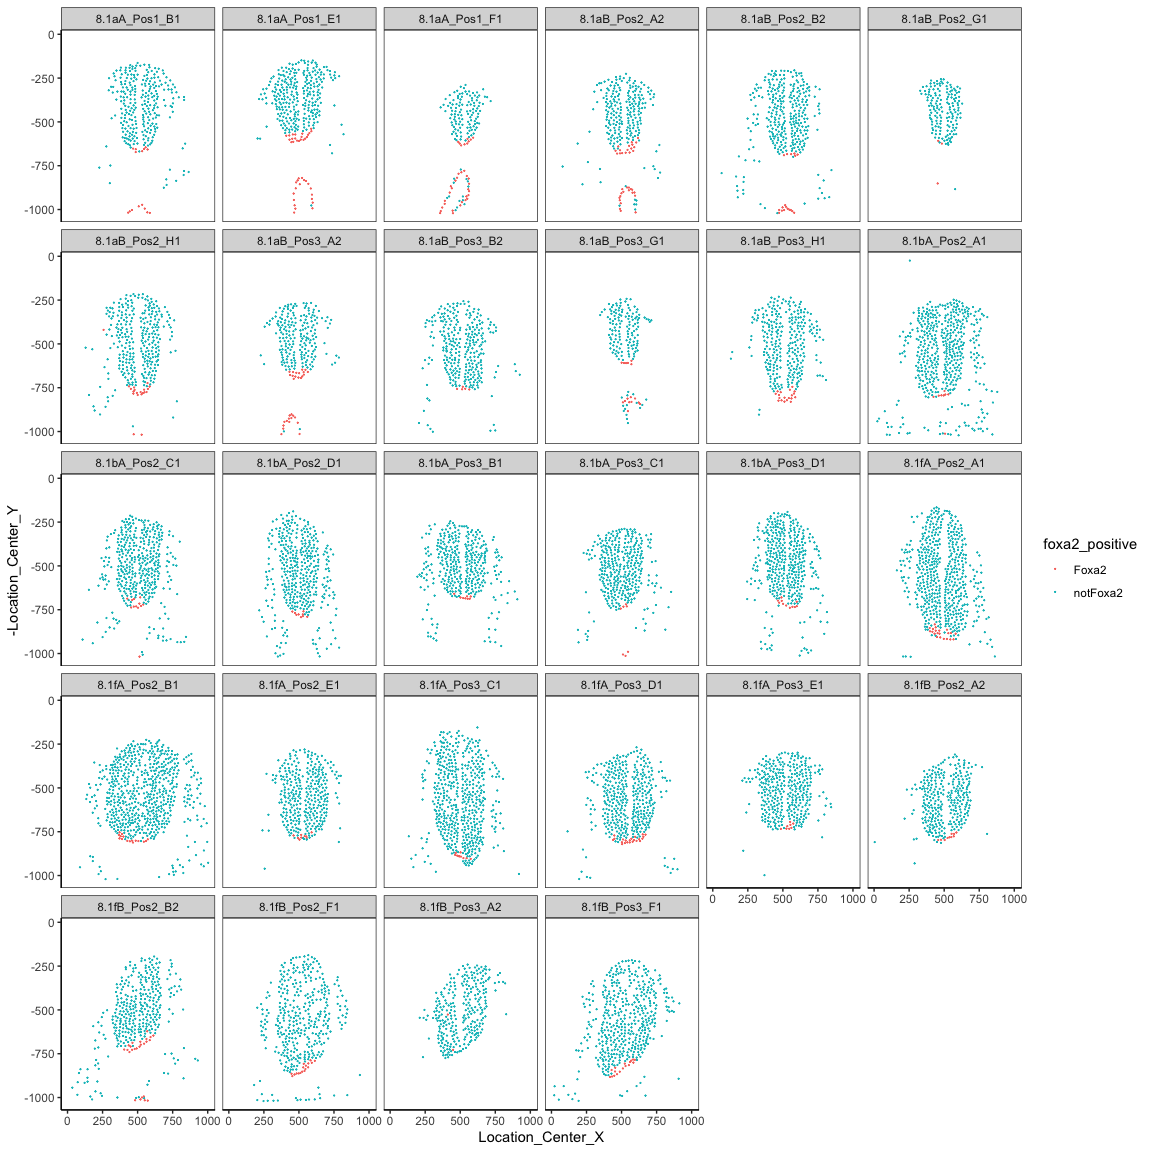 8.1aA_Pos1_B1 8.1aA_Pos1_E1 8.1aA_Pos1_F1 8.1aB_Pos2_A2 8.1aB_Pos2_B2 8.1aB_Pos2_G1
0
-250
-500
-750
-1000
8.1aB_Pos2_H1 8.1aB_Pos3_A2 8.1aB_Pos3_B2 8.1aB_Pos3_G1 8.1aB_Pos3_H1 8.1bA_Pos2_A1
0
-250
-500
-750
-1000
8.1bA_Pos2_C1 8.1bA_Pos2_D1 8.1bA_Pos3_B1 8.1bA_Pos3_C1 8.1bA_Pos3_D1 8.1fA_Pos2_A1
0
-250
-500
-750
-1000
8.1fA_Pos2_B1 8.1fA_Pos2_E1 8.1fA_Pos3_C1 8.1fA_Pos3_D1 8.1fA_Pos3_E1 8.1fB_Pos2_A2
0
-250
-500
-750
-1000
0 250 500 750 1000 0 250 500 750 1000
8.1fB_Pos2_B2 8.1fB_Pos2_F1 8.1fB_Pos3_A2 8.1fB_Pos3_F1
0
-250
-500
-750
-1000
0 250 500 750 1000 0 250 500 750 1000 0 250 500 750 1000 0 250 500 750 1000
Location_Center_X
-Location_Center_Y
foxa2_positive
Foxa2
notFoxa2